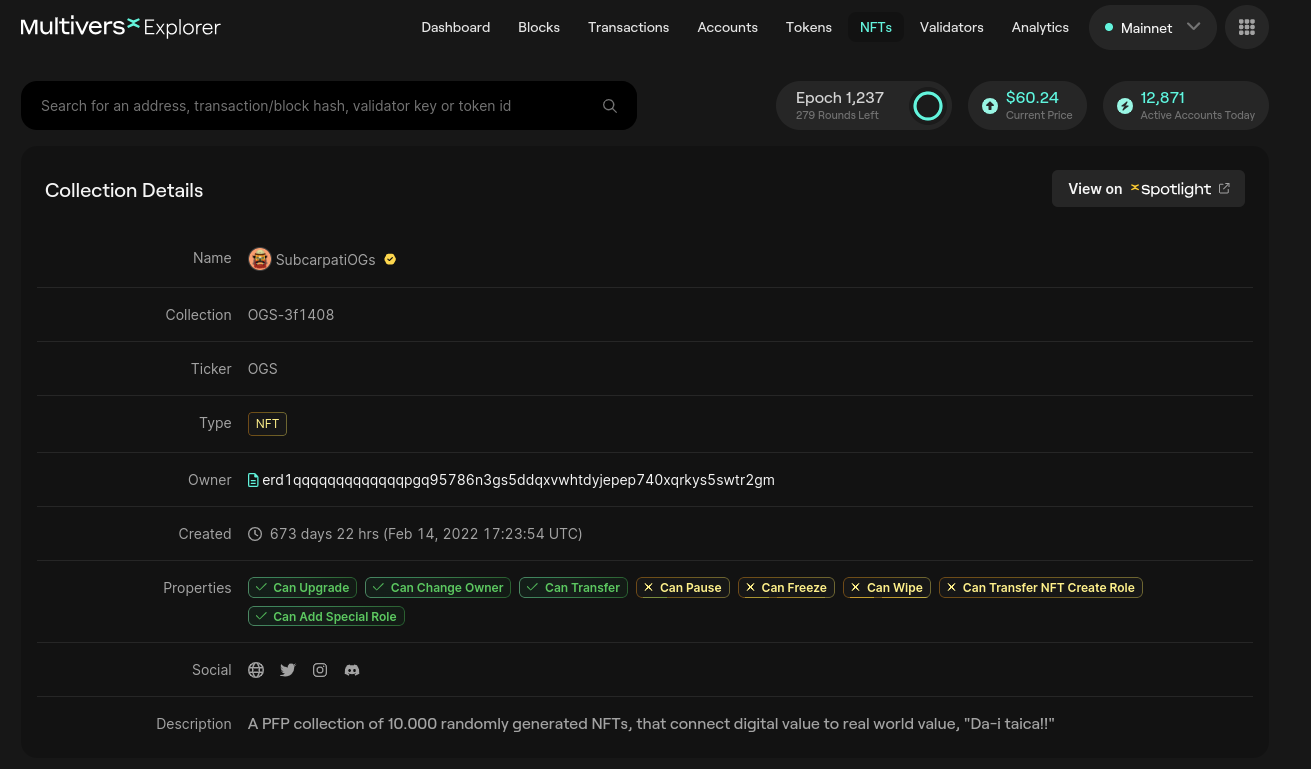 Multiversx Explorer
Dashboard Blocks Transactions Accounts Tokens NFTs Validators Analytics Mainnet
Search for an address, transaction/block hash, validator key or token id
Epoch 1,237
279 Rounds Left
$60.24
Current Price
12,871
Active Accounts Today
Collection Details
View on xSpotlight
Name SubcarpatiOGs
Collection OGS-3f1408
Ticker OGS
Type NFT
Owner erd1qqqqqqqqqqqqqpgq95786n3gs5ddqxvwhtdyjepep740xqrkys5swtr2gm
Created 673 days 22 hrs (Feb 14, 2022 17:23:54 UTC)
Properties Can Upgrade Can Change Owner Can Transfer Can Pause Can Freeze Can Wipe Can Transfer NFT Create Role
Can Add Special Role
Social
Description A PFP collection of 10.000 randomly generated NFTs, that connect digital value to real world value, "Da-i taica!!"